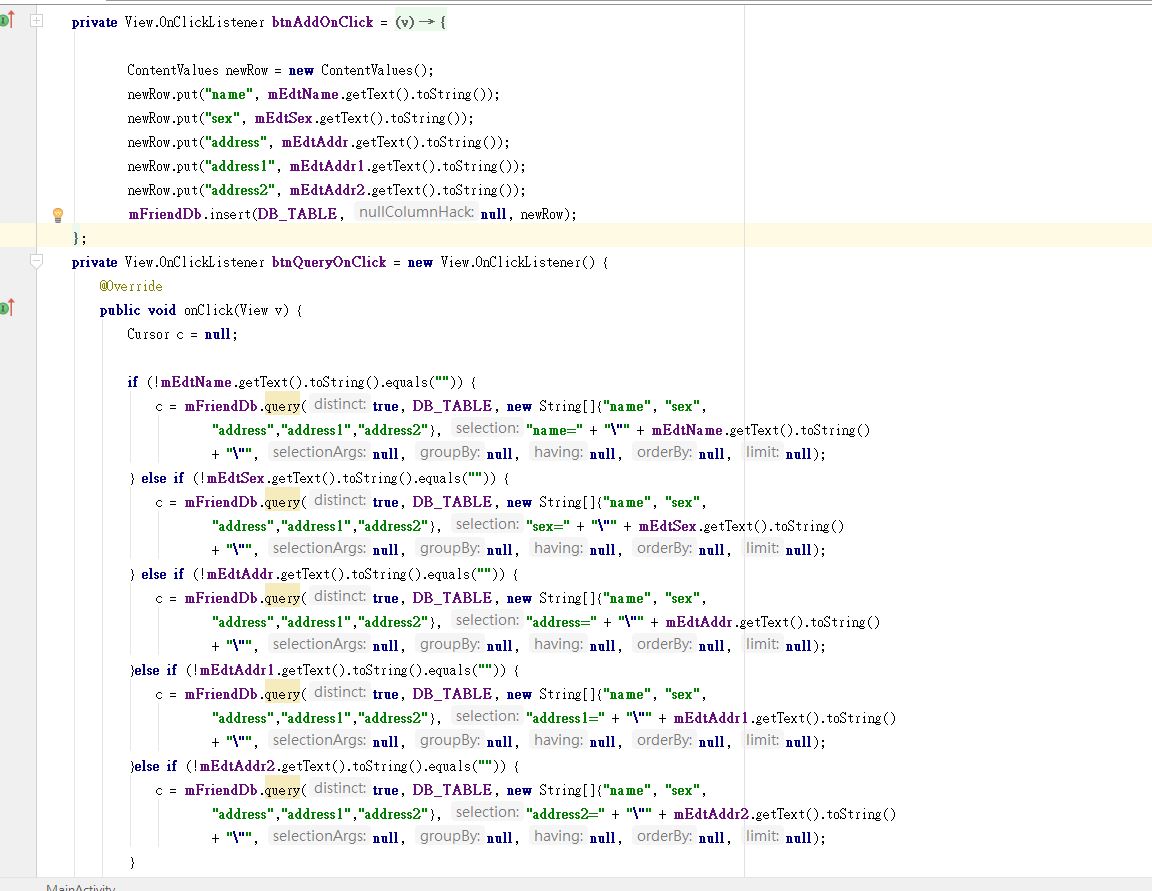 private View.OnClickListener btnAddOnClick = (v) → {
ContentValues newRow = new ContentValues();
newRow.put("name", mEdtName.getText().toString());
newRow.put("sex", mEdtSex.getText().toString());
newRow.put("address", mEdtAddr.getText().toString());
newRow.put("address1", mEdtAddr1.getText().toString());
newRow.put("address2", mEdtAddr2.getText().toString());
mFriendDb.insert(DB_TABLE, nullColumnHack: null, newRow);
};
private View.OnClickListener btnQueryOnClick = new View.OnClickListener() {
@Override
public void onClick(View v) {
Cursor c = null;
if (!mEdtName.getText().toString().equals("")) {
c = mFriendDb.query( distinct: true, DB_TABLE, new String[]{"name", "sex",
"address","address1","address2"}, selection: "name=" + "\"" + mEdtName.getText().toString()
+ "\"", selectionArgs: null, groupBy: null, having: null, orderBy: null, limit: null);
} else if (!mEdtSex.getText().toString().equals("")) {
c = mFriendDb.query( distinct: true, DB_TABLE, new String[]{"name", "sex",
"address","address1","address2"}, selection: "sex=" + "\"" + mEdtSex.getText().toString()
+ "\"", selectionArgs: null, groupBy: null, having: null, orderBy: null, limit: null);
} else if (!mEdtAddr.getText().toString().equals("")) {
c = mFriendDb.query( distinct: true, DB_TABLE, new String[]{"name", "sex",
"address","address1","address2"}, selection: "address=" + "\"" + mEdtAddr.getText().toString()
+ "\"", selectionArgs: null, groupBy: null, having: null, orderBy: null, limit: null);
}else if (!mEdtAddr1.getText().toString().equals("")) {
c = mFriendDb.query( distinct: true, DB_TABLE, new String[]{"name", "sex",
"address","address1","address2"}, selection: "address1=" + "\"" + mEdtAddr1.getText().toString()
+ "\"", selectionArgs: null, groupBy: null, having: null, orderBy: null, limit: null);
}else if (!mEdtAddr2.getText().toString().equals("")) {
c = mFriendDb.query( distinct: true, DB_TABLE, new String[]{"name", "sex",
"address","address1","address2"}, selection: "address2=" + "\"" + mEdtAddr2.getText().toString()
+ "\"", selectionArgs: null, groupBy: null, having: null, orderBy: null, limit: null);
}
MainActivity